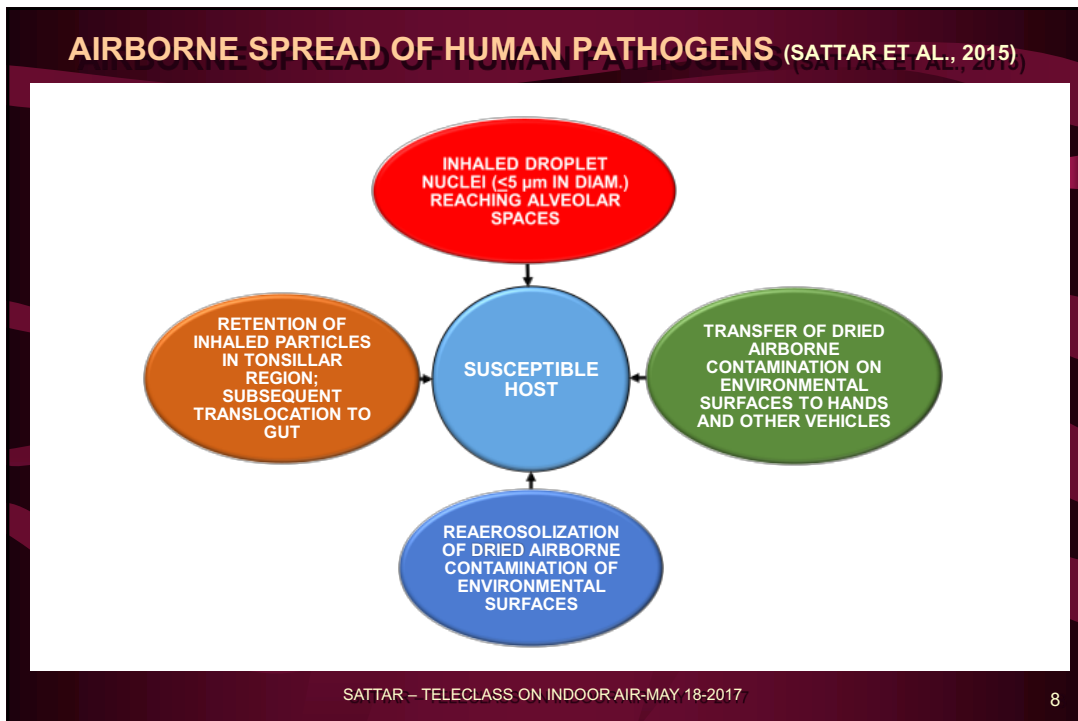 AIRBORNE SPREAD OF HUMAN PATHOGENS (SATTAR ET AL., 2015)
INHALED DROPLET
NUCLEI (≤5 µm IN DIAM.)
REACHING ALVEOLAR
SPACES
RETENTION OF
INHALED PARTICLES
IN TONSILLAR
REGION;
SUBSEQUENT
TRANSLOCATION TO
GUT
SUSCEPTIBLE
HOST
TRANSFER OF DRIED
AIRBORNE
CONTAMINATION ON
ENVIRONMENTAL
SURFACES TO HANDS
AND OTHER VEHICLES
REAEROSOLIZATION
OF DRIED AIRBORNE
CONTAMINATION OF
ENVIRONMENTAL
SURFACES
SATTAR – TELECLASS ON INDOOR AIR-MAY 18-2017
8